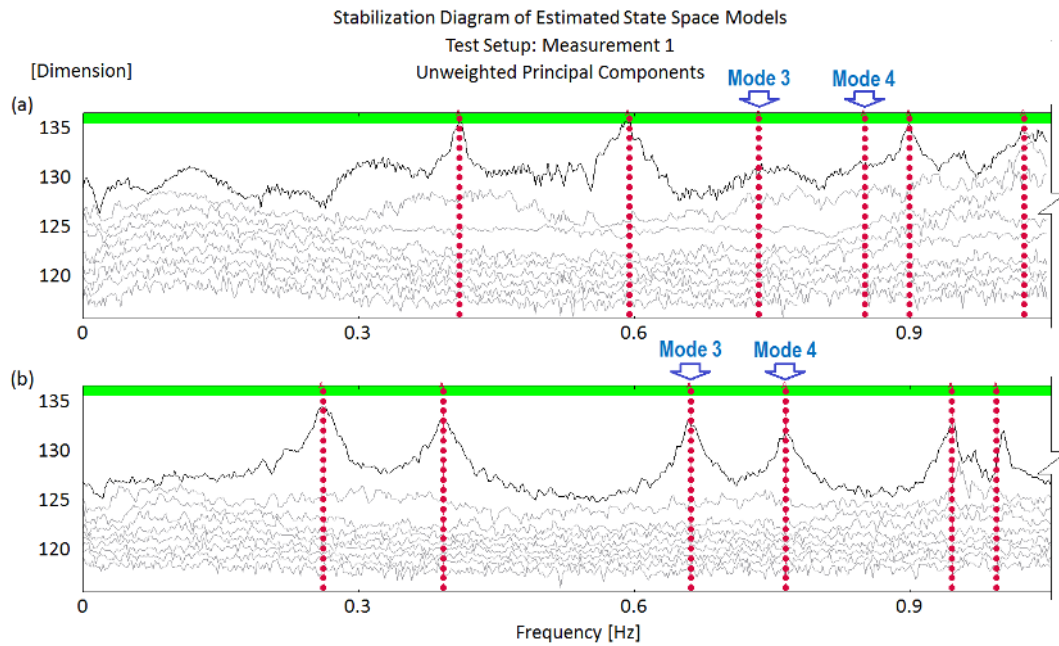 Stabilization Diagram of Estimated State Space Models
Test Setup: Measurement 1
[Dimension]
Unweighted Principal Components
Mode 3
Mode 4
(a)
135
130
125
120
0
0.3
0.6
0.9
Mode 3
Mode 4
(b)
135
130
125
120
0
0.3
0.6
0.9
Frequency [Hz]